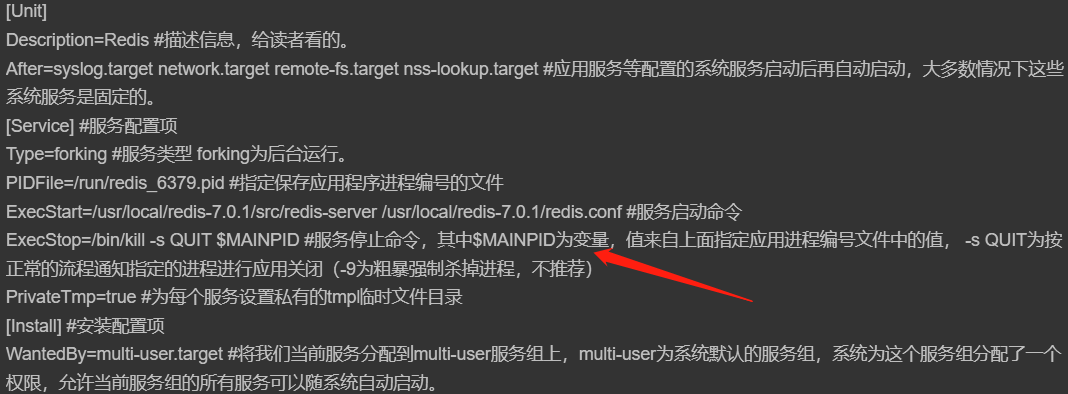 [Unit]
Description=Redis #描述信息，给读者看的。
After=syslog.target network.target remote-fs.target nss-lookup.target #应用服务等配置的系统服务启动后再自动启动，大多数情况下这些
系统服务是固定的。
[Service] #服务配置项
Type=forking #服务类型 forking为后台运行。
PIDFile=/run/redis_6379.pid #指定保存应用程序进程编号的文件
ExecStart=/usr/local/redis-7.0.1/src/redis-server /usr/local/redis-7.0.1/redis.conf #服务启动命令
ExecStop=/bin/kill -s QUIT $MAINPID #服务停止命令，其中$MAINPID为变量，值来自上面指定应用进程编号文件中的值， -s QUIT为按
正常的流程通知指定的进程进行应用关闭（-9为粗暴强制杀掉进程，不推荐）
PrivateTmp=true #为每个服务设置私有的tmpl临时文件目录
[Install] #安装配置项
WantedBy=multi-user.target #将我们当前服务分配到multi-user服务组上，multi-user为系统默认的服务组，系统为这个服务组分配了一个
权限，允许当前服务组的所有服务可以随系统自动启动。